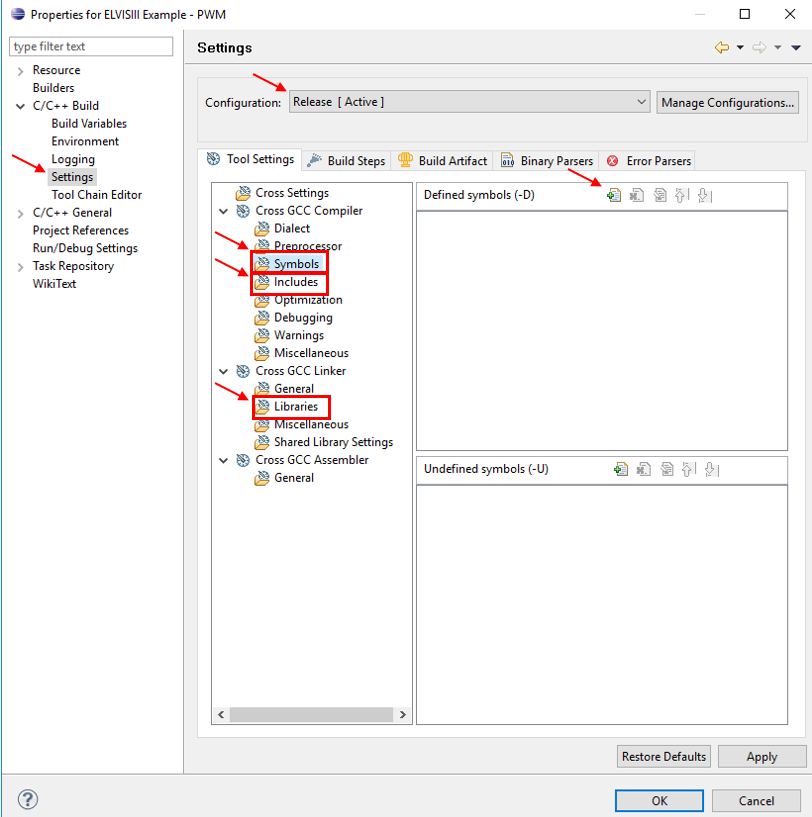 Properties for ELVISIII Example - PWM
type filter text
Resource
Builders
C/C++ Build
Build Variables
Environment
Logging
Settings
Tool Chain Editor
C/C++ General
Project References
Run/Debug Settings
Task Repository
WikiText
Settings
Configuration: Release [ Active ] Manage Configurations...
Tool Settings Build Steps Build Artifact Binary Parsers Error Parsers
Cross Settings
Cross GCC Compiler
Dialect
Preprocessor
Symbols
Includes
Optimization
Debugging
Warnings
Miscellaneous
Cross GCC Linker
General
Libraries
Miscellaneous
Shared Library Settings
Cross GCC Assembler
General
Defined symbols (-D)
Undefined symbols (-U)
Restore Defaults Apply
OK Cancel